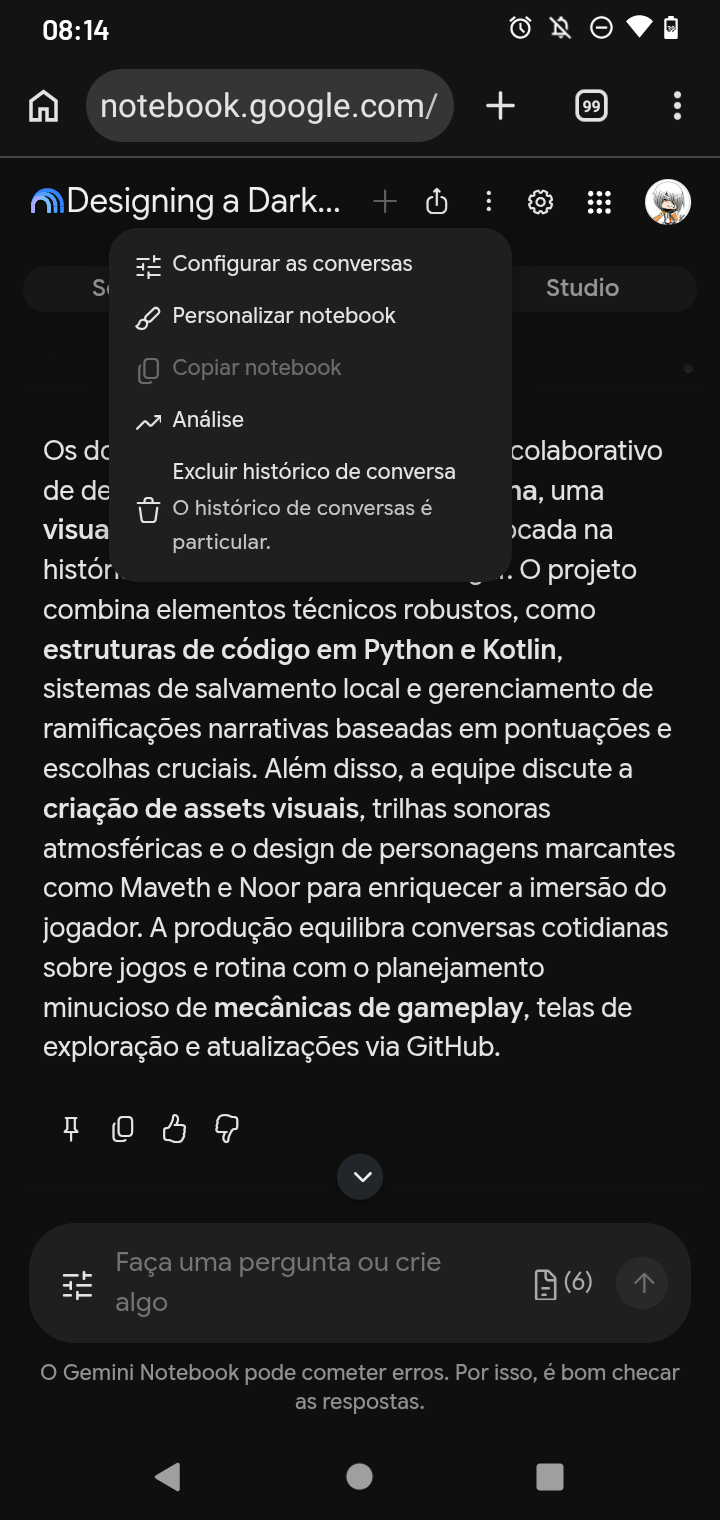 08:14
notebook.google.com/
99
Designing a Dark...
Configurar as conversas
Studio
Personalizar notebook
Copiar notebook
Análise
Os
colaborativo
Excluir histórico de conversa
de
, uma
O histórico de conversas é
particular.
na
O projeto
combina elementos técnicos robustos, como
estruturas de código em Python e Kotlin,
sistemas de salvamento local e gerenciamento de
ramificações narrativas baseadas em pontuações e
escolhas cruciais. Além disso, a equipe discute a
criação de assets visuais, trilhas sonoras
atmosféricas e o design de personagens marcantes
como Maveth e Noor para enriquecer a imersão do
jogador. A produção equilibra conversas cotidianas
sobre jogos e rotina com o planejamento
minucioso de mecânicas de gameplay, telas de
exploração e atualizações via GitHub.
Faça uma pergunta ou crie
algo
(6)
O Gemini Notebook pode cometer erros. Por isso, é bom checar
as respostas.